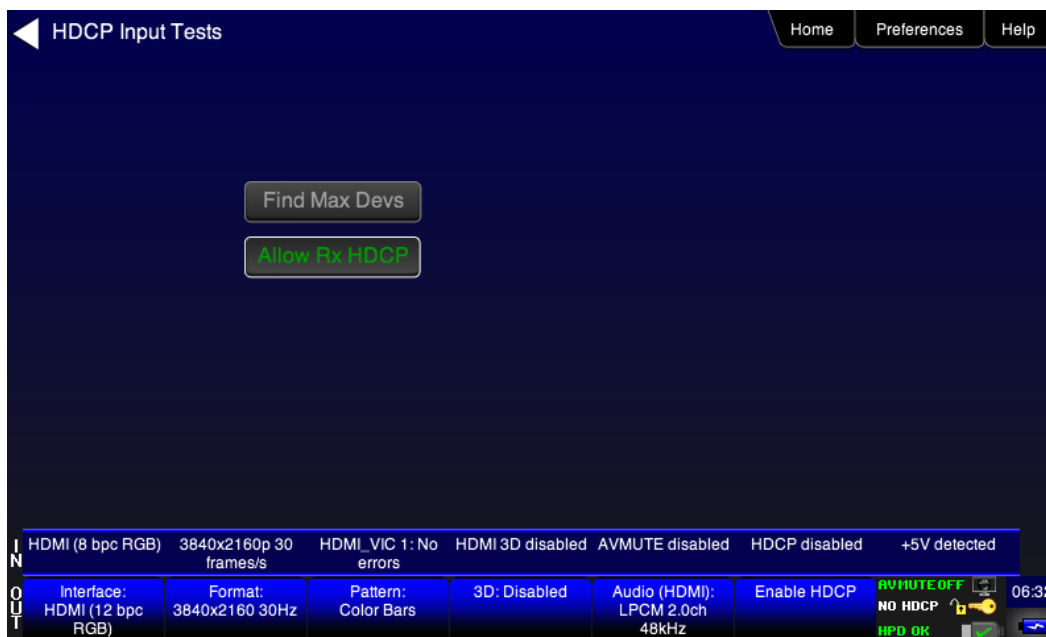 HDCP Input Tests
Home
Preferences
Help
Find Max Devs
Allow Rx HDCP
IN
HDMI (8 bpc RGB)
3840x2160p 30
frames/s
HDMI_VIC 1: No
errors
HDMI 3D disabled
AVMUTE disabled
HDCP disabled
+5V detected
OUT
Interface:
HDMI (12 bpc
RGB)
Format:
3840x2160 30Hz
Pattern:
Color Bars
3D: Disabled
Audio (HDMI):
LPCM 2.0ch
48kHz
Enable HDCP
AVMUTEOFF
NO HDCP
HPD OK